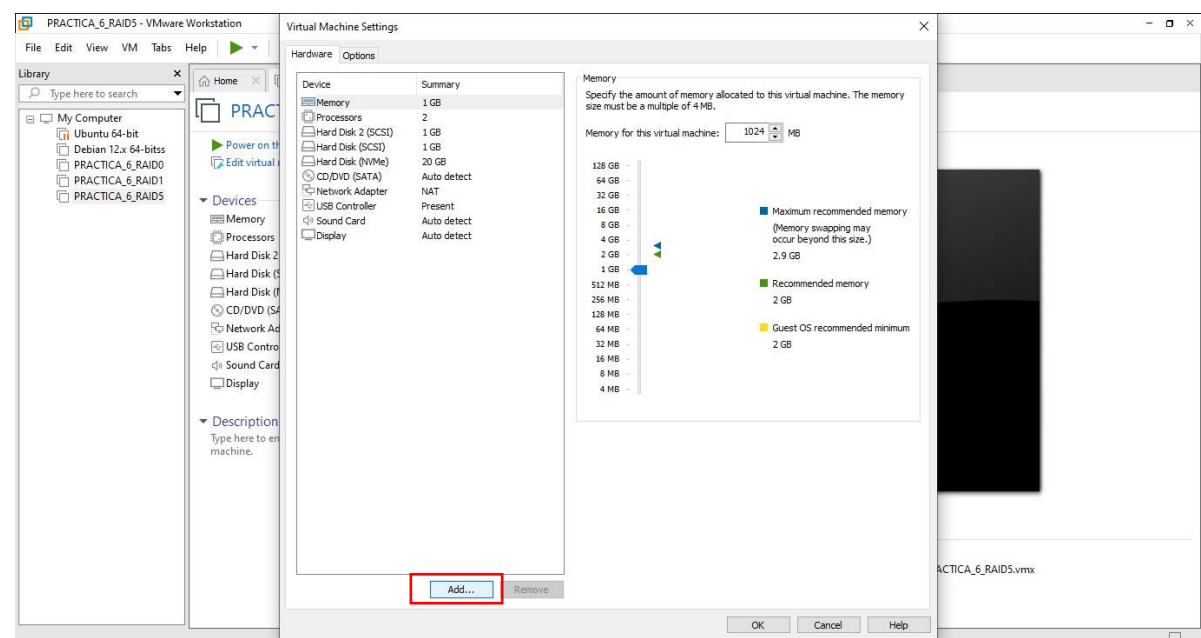 PRACTICA_6_RAID5 - VMware Workstation
File Edit View VM Tabs Help
Library
Type here to search
My Computer
Ubuntu 64-bit
Debian 12.x 64-bitss
PRACTICA_6_RAID0
PRACTICA_6_RAID1
PRACTICA_6_RAID5
Home
PRACT
Power on th
Edit virtual
Devices
Memory
Processors
Hard Disk 2
Hard Disk (S
Hard Disk (
CD/DVD (SA
Network Ad
USB Contro
Sound Card
Display
Description
Type here to en
machine.
Virtual Machine Settings
Hardware Options
Device Summary
Memory 1 GB
Processors 2
Hard Disk 2 (SCSI) 1 GB
Hard Disk (SCSI) 1 GB
Hard Disk (NVMe) 20 GB
CD/DVD (SATA) Auto detect
Network Adapter NAT
USB Controller Present
Sound Card Auto detect
Display Auto detect
Add... Remove
Memory
Specify the amount of memory allocated to this virtual machine. The memory
size must be a multiple of 4 MB.
Memory for this virtual machine: 1024 MB
128 GB
64 GB
32 GB
16 GB
8 GB
4 GB
2 GB
1 GB
512 MB
256 MB
128 MB
64 MB
32 MB
16 MB
8 MB
4 MB
Maximum recommended memory
(Memory swapping may
occur beyond this size.)
2.9 GB
Recommended memory
2 GB
Guest OS recommended minimum
2 GB
OK Cancel Help
ACTICA_6_RAID5.vmx